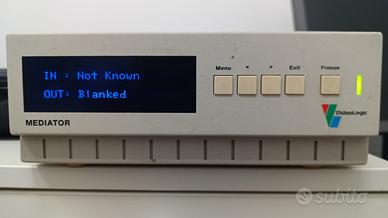 IN : Not Known
OUT: Blanked
Menu < > Exit Freeze
VideoLogic
MEDIATOR
subito